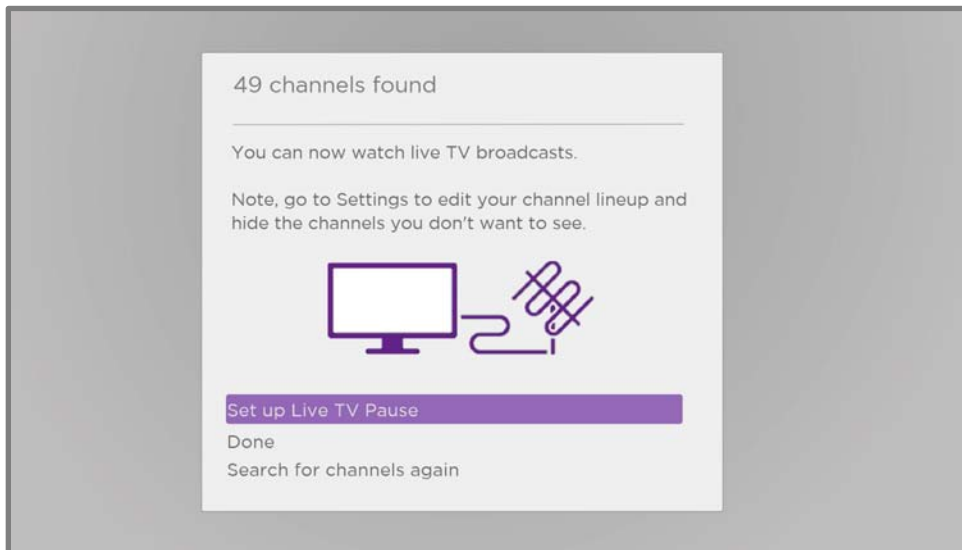 49 channels found
You can now watch live TV broadcasts.
Note, go to Settings to edit your channel lineup and
hide the channels you don't want to see.
Set up Live TV Pause
Done
Search for channels again